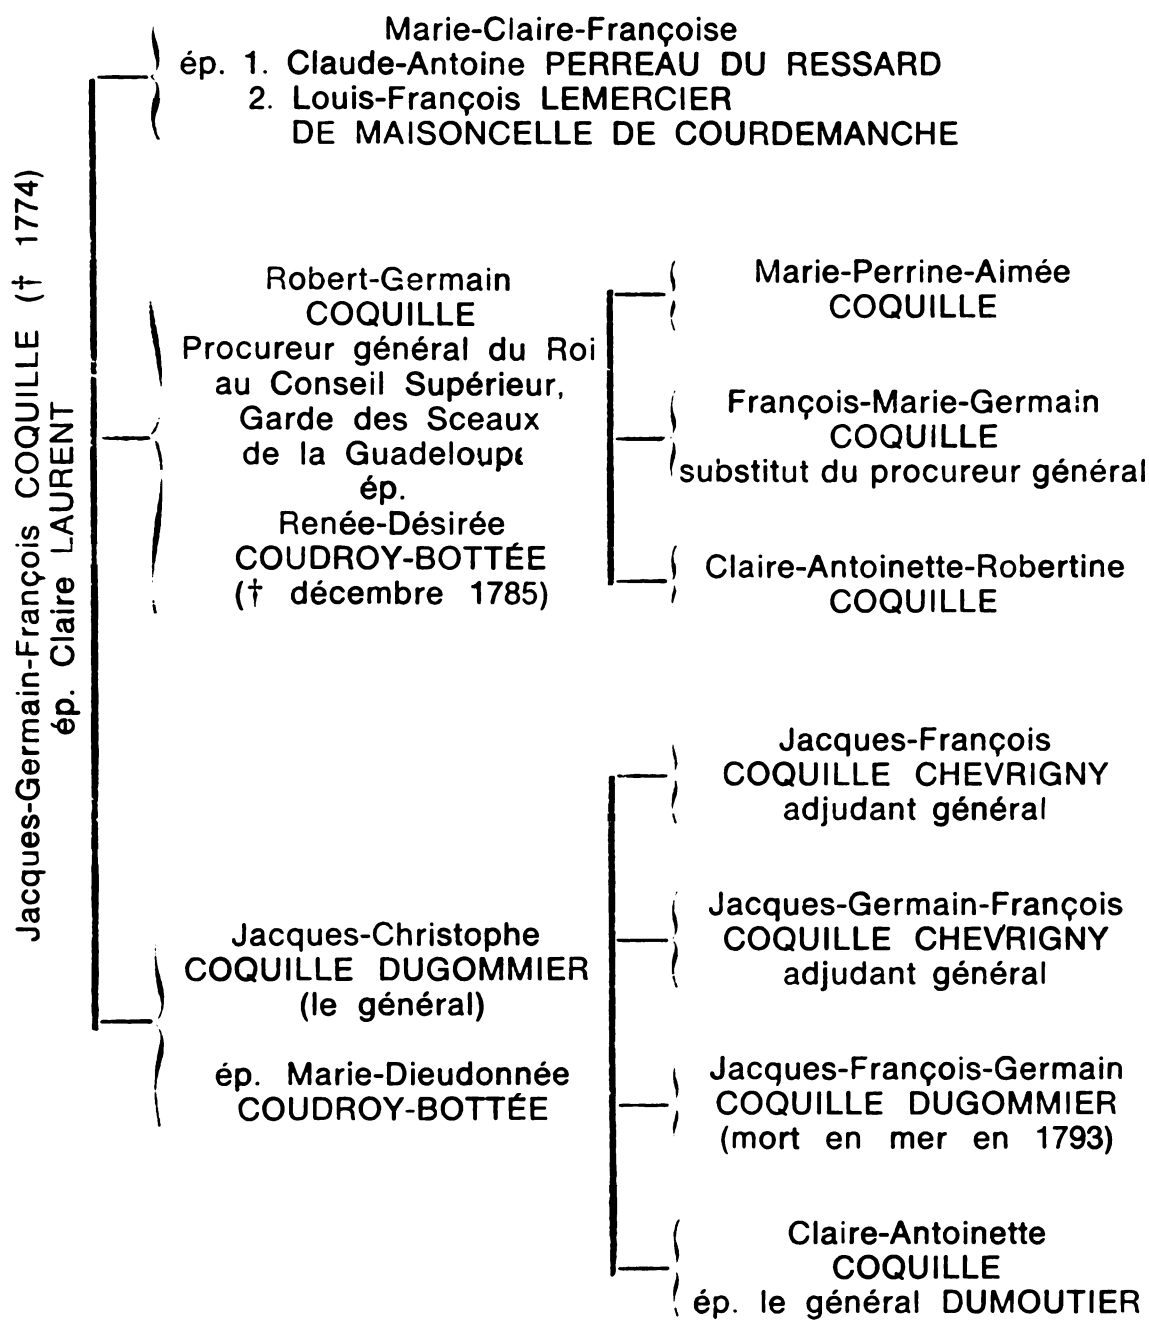 Jacques-Germain-François COQUILLE († 1774)
ép. Claire LAURENT
Marie-Claire-Françoise
ép. 1. Claude-Antoine PERREAU DU RESSARD
2. Louis-François LEMERCIER
DE MAISONCELLE DE COURDEMANCHE
Robert-Germain
COQUILLE
Procureur général du Roi
au Conseil Supérieur,
Garde des Sceaux
de la Guadeloupe
ép.
Renée-Désirée
COUDROY-BOTTÉE
(† décembre 1785)
Marie-Perrine-Aimée
COQUILLE
François-Marie-Germain
COQUILLE
substitut du procureur général
Claire-Antoinette-Robertine
COQUILLE
Jacques-Christophe
COQUILLE DUGOMMIER
(le général)
ép. Marie-Dieudonnée
COUDROY-BOTTÉE
Jacques-François
COQUILLE CHEVRIGNY
adjudant général
Jacques-Germain-François
COQUILLE CHEVRIGNY
adjudant général
Jacques-François-Germain
COQUILLE DUGOMMIER
(mort en mer en 1793)
Claire-Antoinette
COQUILLE
ép. le général DUMOUTIER